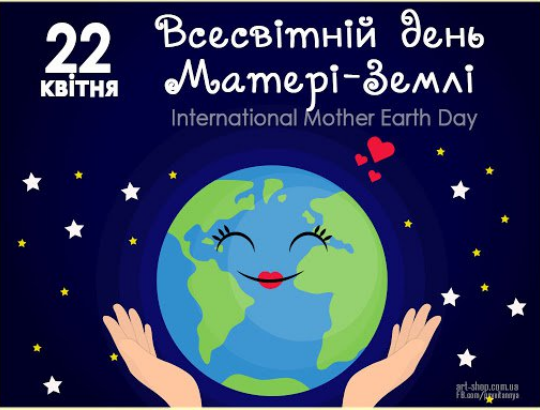 22
КВІТНЯ
Всесвітній день
Матері-Землі
International Mother Earth Day
art-shop.com.ua